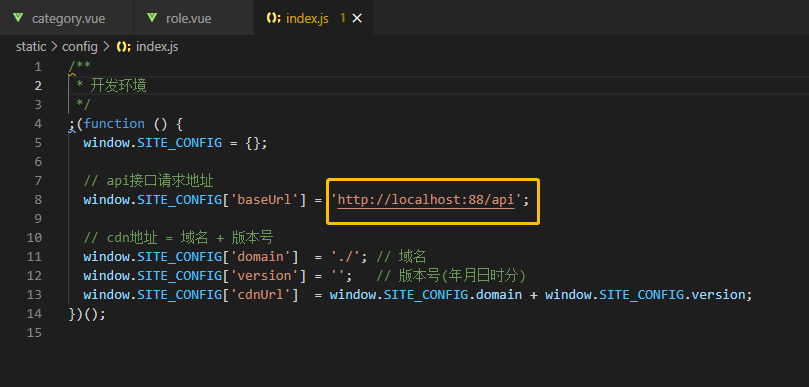 category.vue role.vue index.js 1
static > config > index.js
1 /**
2 * 开发环境
3 */
4 ;(function () {
5 window.SITE_CONFIG = {};
6
7 // api接口请求地址
8 window.SITE_CONFIG['baseUrl'] = 'http://localhost:88/api';
9
10 // cdn地址 = 域名 + 版本号
11 window.SITE_CONFIG['domain'] = './'; // 域名
12 window.SITE_CONFIG['version'] = ''; // 版本号(年月日时分)
13 window.SITE_CONFIG['cdnUrl'] = window.SITE_CONFIG.domain + window.SITE_CONFIG.version;
14 })();
15